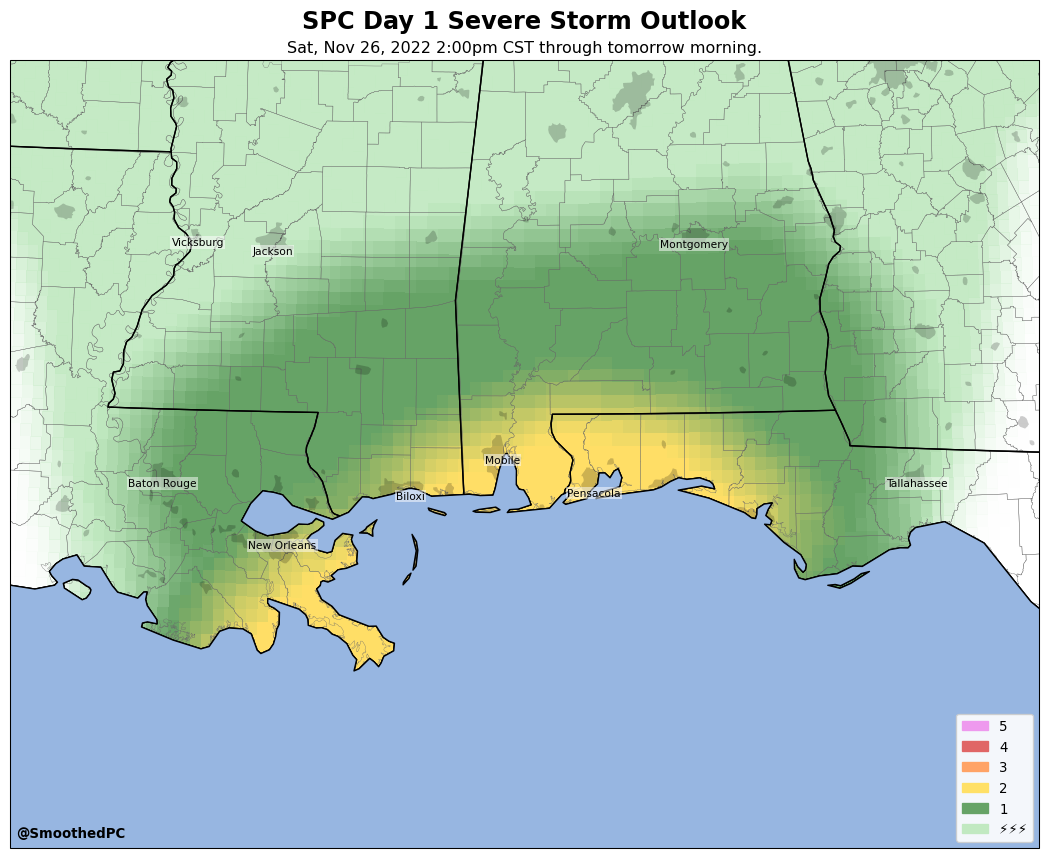 SPC Day 1 Severe Storm Outlook
Sat, Nov 26, 2022 2:00pm CST through tomorrow morning.
Vicksburg
Jackson
Montgomery
Mobile
Baton Rouge
Tallahassee
Biloxi
Pensacola
New Orleans
5
4
3
2
1
⚡⚡⚡
@SmoothedPC